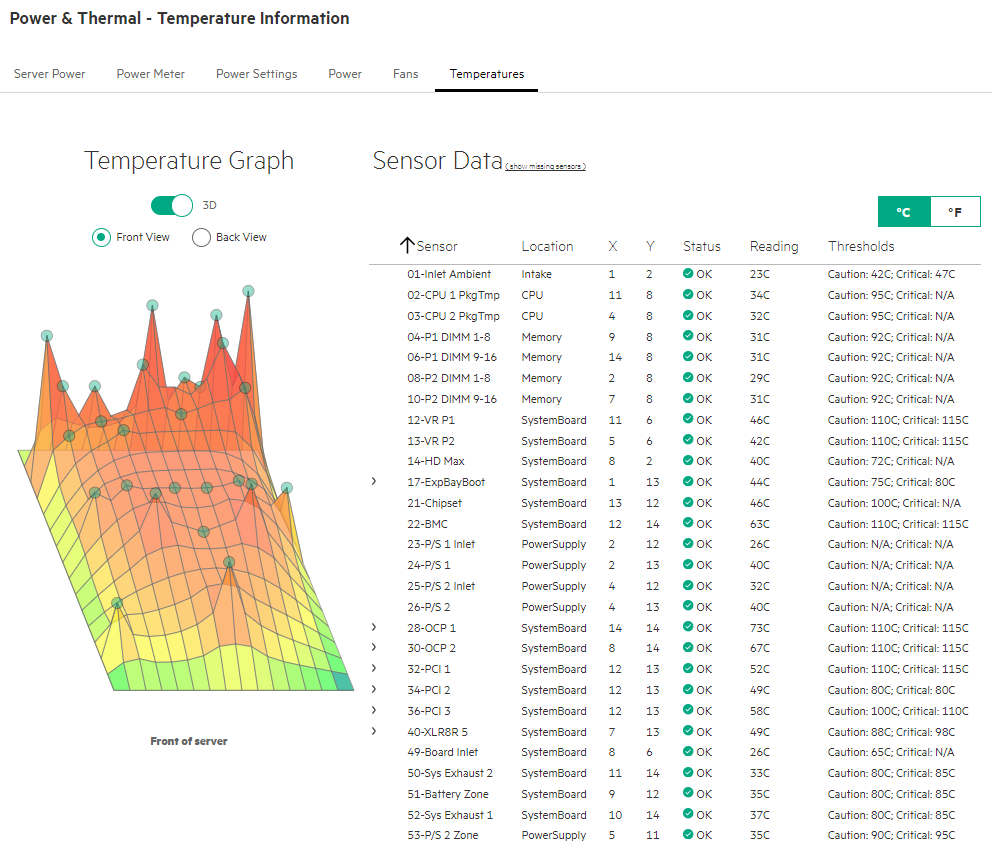 Power & Thermal - Temperature Information
Server Power Power Meter Power Settings Power Fans Temperatures
Temperature Graph
3D
Front View Back View
Front of server
Sensor Data ( show missing sensors )
°C °F
Sensor Location X Y Status Reading Thresholds
01-Inlet Ambient Intake 1 2 OK 23C Caution: 42C; Critical: 47C
02-CPU 1 PkgTmp CPU 11 8 OK 34C Caution: 95C; Critical: N/A
03-CPU 2 PkgTmp CPU 4 8 OK 32C Caution: 95C; Critical: N/A
04-P1 DIMM 1-8 Memory 9 8 OK 31C Caution: 92C; Critical: N/A
06-P1 DIMM 9-16 Memory 14 8 OK 31C Caution: 92C; Critical: N/A
08-P2 DIMM 1-8 Memory 2 8 OK 29C Caution: 92C; Critical: N/A
10-P2 DIMM 9-16 Memory 7 8 OK 31C Caution: 92C; Critical: N/A
12-VR P1 SystemBoard 11 6 OK 46C Caution: 110C; Critical: 115C
13-VR P2 SystemBoard 5 6 OK 42C Caution: 110C; Critical: 115C
14-HD Max SystemBoard 8 2 OK 40C Caution: 72C; Critical: N/A
17-ExpBayBoot SystemBoard 1 13 OK 44C Caution: 75C; Critical: 80C
21-Chipset SystemBoard 13 12 OK 46C Caution: 100C; Critical: N/A
22-BMC SystemBoard 12 14 OK 63C Caution: 110C; Critical: 115C
23-P/S 1 Inlet PowerSupply 2 12 OK 26C Caution: N/A; Critical: N/A
24-P/S 1 PowerSupply 2 13 OK 40C Caution: N/A; Critical: N/A
25-P/S 2 Inlet PowerSupply 4 12 OK 32C Caution: N/A; Critical: N/A
26-P/S 2 PowerSupply 4 13 OK 40C Caution: N/A; Critical: N/A
28-OCP 1 SystemBoard 14 14 OK 73C Caution: 110C; Critical: 115C
30-OCP 2 SystemBoard 8 14 OK 67C Caution: 110C; Critical: 115C
32-PCI 1 SystemBoard 12 13 OK 52C Caution: 110C; Critical: 115C
34-PCI 2 SystemBoard 12 13 OK 49C Caution: 80C; Critical: 80C
36-PCI 3 SystemBoard 12 13 OK 58C Caution: 100C; Critical: 110C
40-XLR8R 5 SystemBoard 7 13 OK 49C Caution: 88C; Critical: 98C
49-Board Inlet SystemBoard 8 6 OK 26C Caution: 65C; Critical: N/A
50-Sys Exhaust 2 SystemBoard 11 14 OK 33C Caution: 80C; Critical: 85C
51-Battery Zone SystemBoard 9 12 OK 35C Caution: 80C; Critical: 85C
52-Sys Exhaust 1 SystemBoard 10 14 OK 37C Caution: 80C; Critical: 85C
53-P/S 2 Zone PowerSupply 5 11 OK 35C Caution: 90C; Critical: 95C